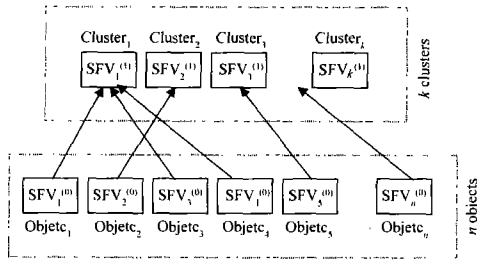 Cluster₁ Cluster₂ Cluster₃ Clusterₖ
SFV₁⁽¹⁾ SFV₂⁽¹⁾ SFV₃⁽¹⁾ SFVₖ⁽¹⁾
k clusters
SFV₁⁽⁰⁾ SFV₂⁽⁰⁾ SFV₃⁽⁰⁾ SFV₁⁽⁰⁾ SFV₅⁽⁰⁾ SFVₙ⁽⁰⁾
Objetc₁ Objetc₂ Objetc₃ Objetc₄ Objetc₅ Objetcₙ
n objects